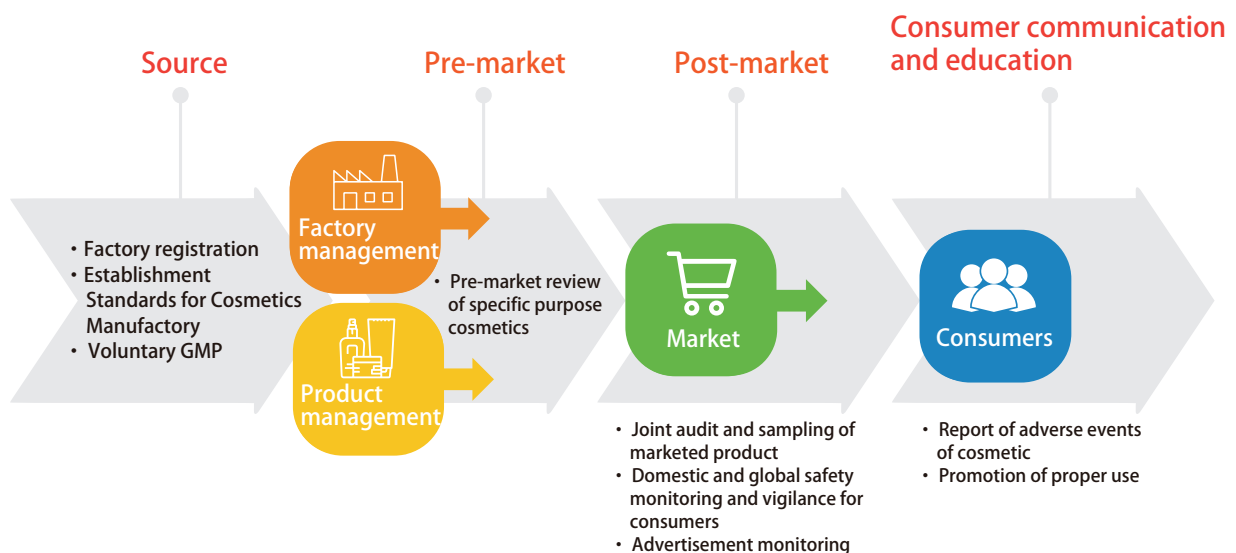 Source
Pre-market
Post-market
Consumer communication
and education
• Factory registration
• Establishment
Standards for Cosmetics
Manufactory
• Voluntary GMP
Factory
management
Product
management
• Pre-market review
of specific purpose
cosmetics
Market
• Joint audit and sampling of
marketed product
• Domestic and global safety
monitoring and vigilance for
consumers
• Advertisement monitoring
Consumers
• Report of adverse events
of cosmetic
• Promotion of proper use